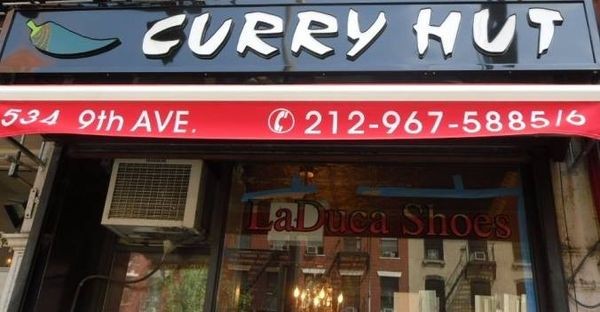 CURRY HUT
534 9th AVE. 212-967-5885/6
LaDuca Shoes